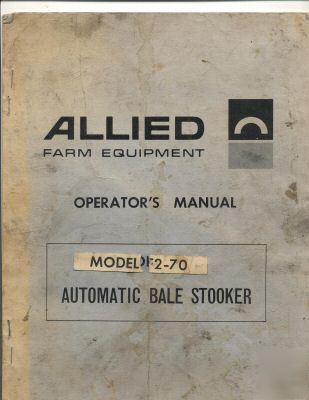 ALLIED
FARM EQUIPMENT
OPERATOR'S MANUAL
MODEL 2-70
AUTOMATIC BALE STOOKER